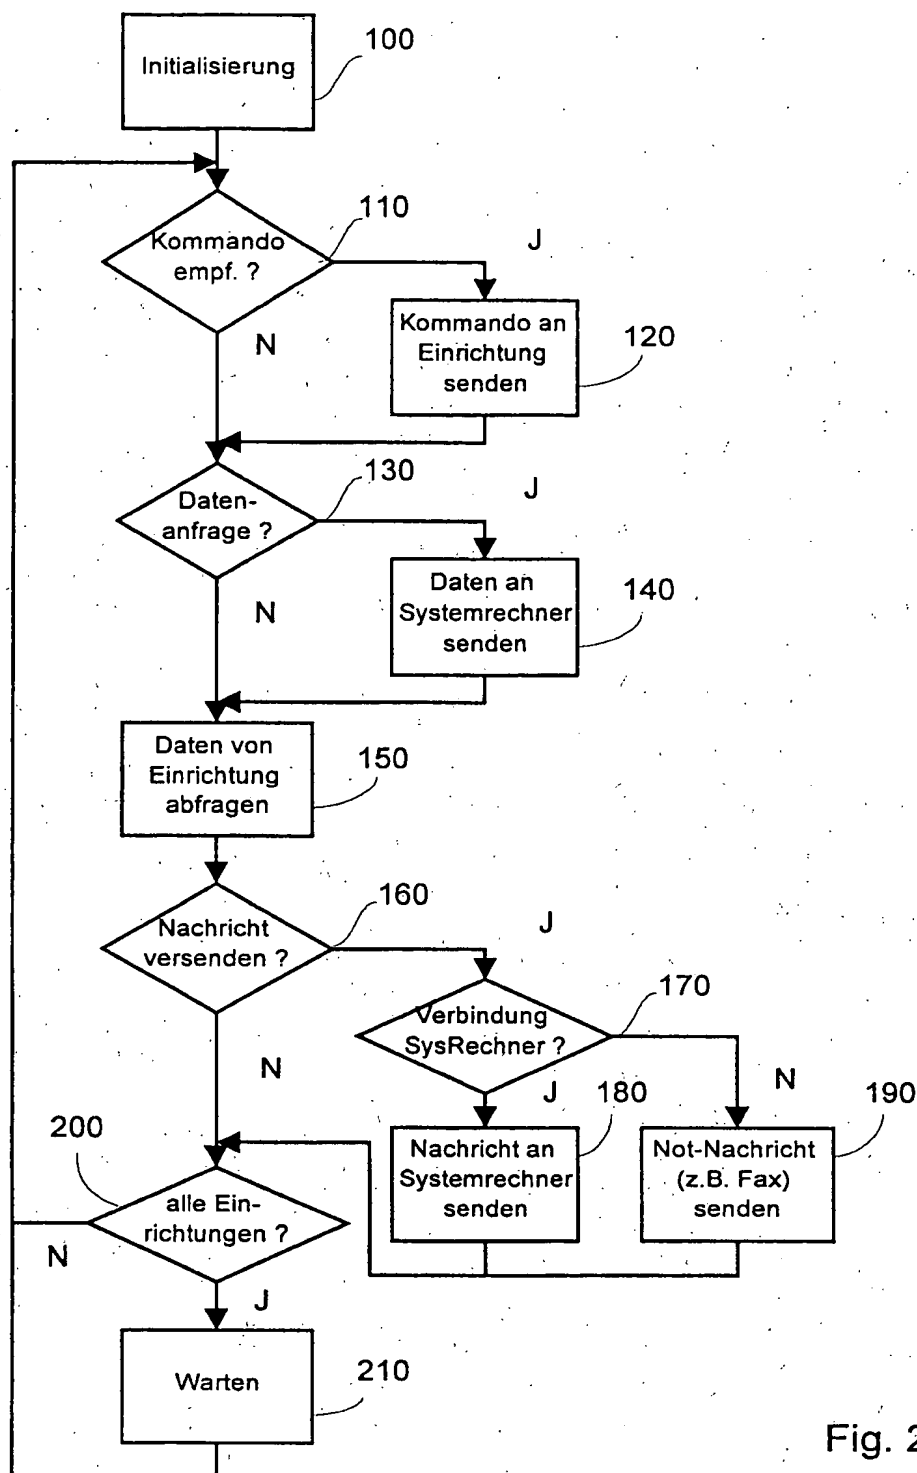 Initialisierung
100
Kommando
empf. ?
110
J
N
Kommando an
Einrichtung
senden
120
Daten-
anfrage ?
130
J
N
Daten an
Systemrechner
senden
140
Daten von
Einrichtung
abfragen
150
Nachricht
versenden ?
160
J
N
Verbindung
SysRechner ?
170
J
N
Nachricht an
Systemrechner
senden
180
Not-Nachricht
(z.B. Fax)
senden
190
200
alle Ein-
richtungen ?
N
J
Warten
210
Fig. 2